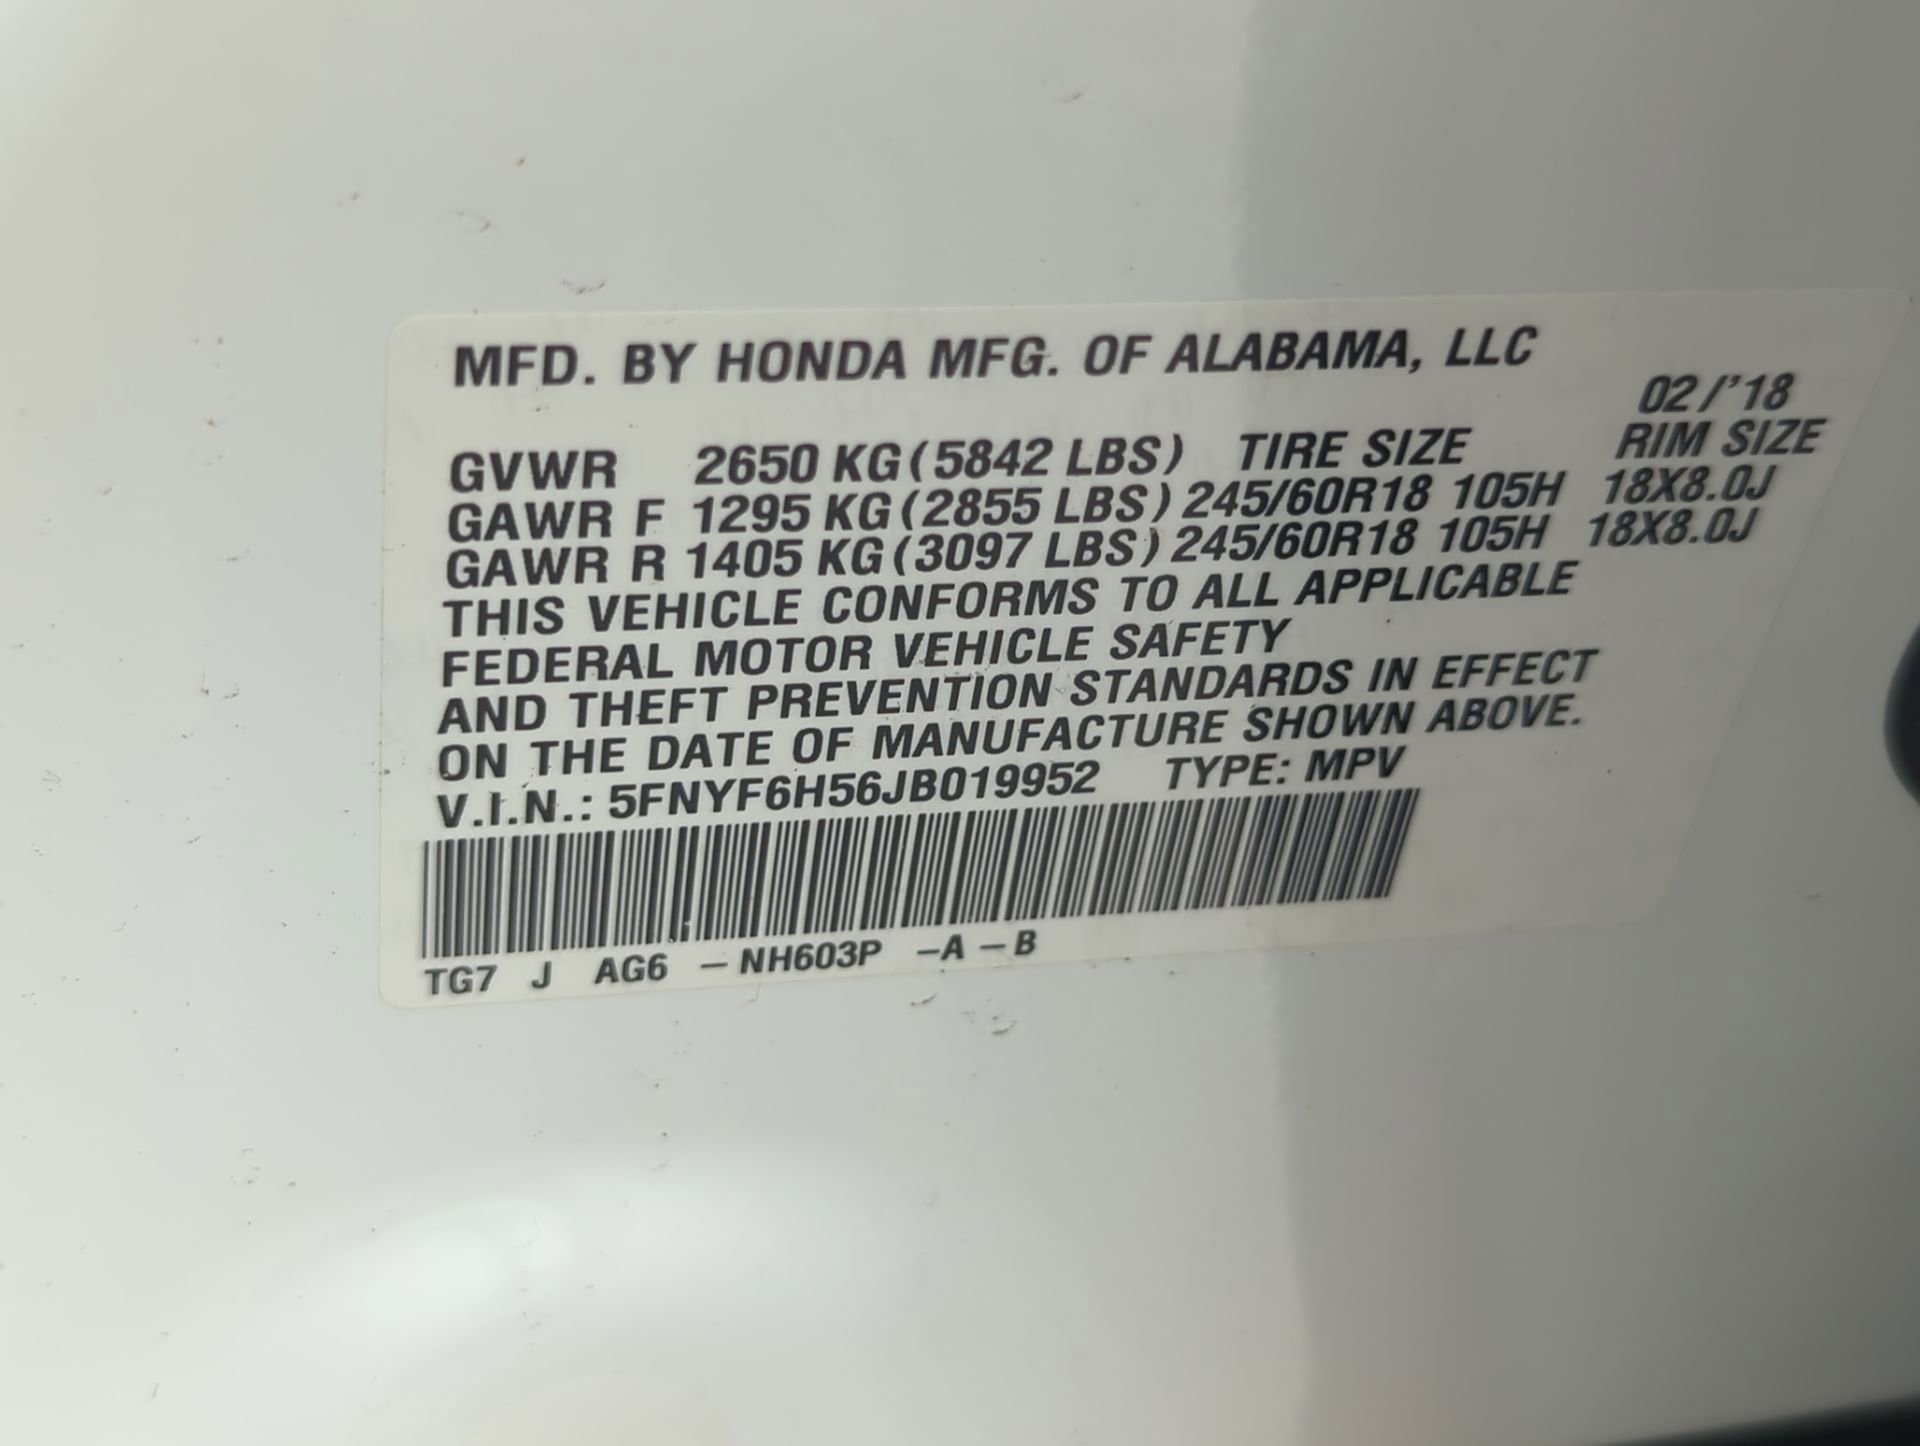 MFD. BY HONDA MFG. OF ALABAMA, LLC
02/'18
GVWR 2650 KG (5842 LBS) TIRE SIZE RIM SIZE
GAWR F 1295 KG (2855 LBS) 245/60R18 105H 18X8.0J
GAWR R 1405 KG (3097 LBS) 245/60R18 105H 18X8.0J
THIS VEHICLE CONFORMS TO ALL APPLICABLE
FEDERAL MOTOR VEHICLE SAFETY
AND THEFT PREVENTION STANDARDS IN EFFECT
ON THE DATE OF MANUFACTURE SHOWN ABOVE.
V.I.N.: 5FNYF6H56JB019952 TYPE: MPV
TG7 J AG6 – NH603P –A – B